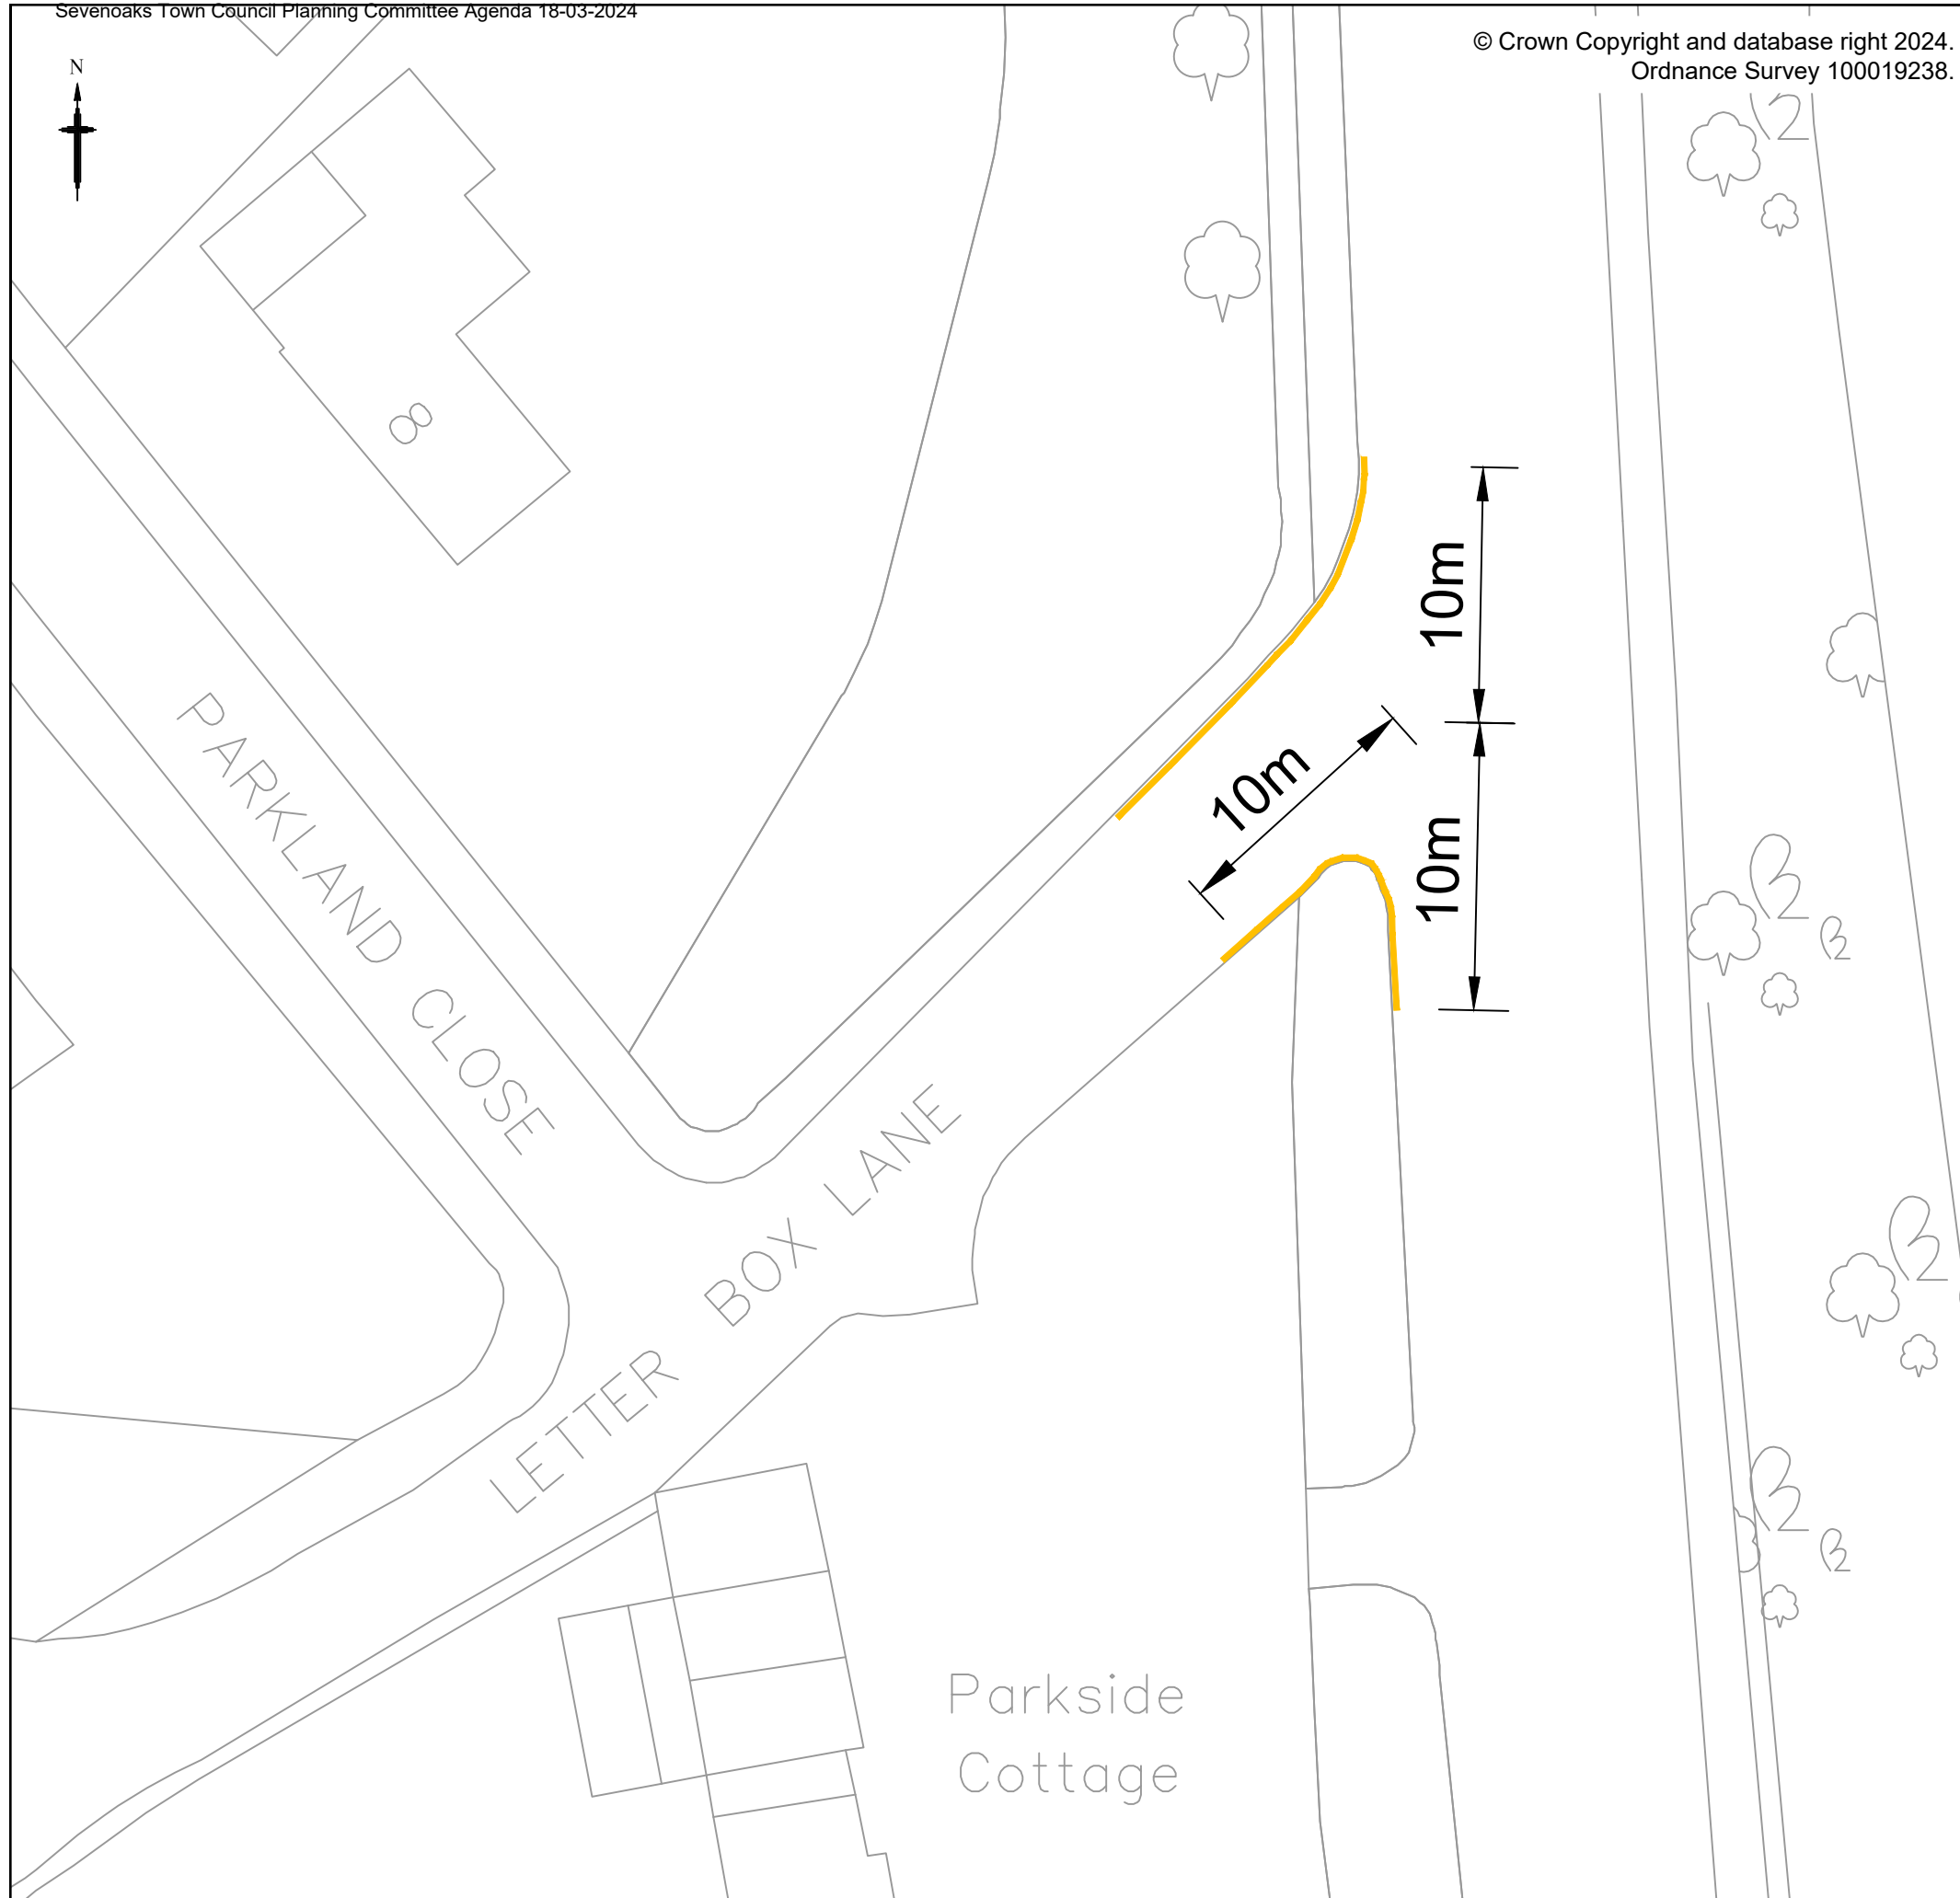 Sevenoaks Town Council Planning Committee Agenda 18-03-2024
© Crown Copyright and database right 2024.
Ordnance Survey 100019238.
N
8
10m
10m
10m
PARKLAND CLOSE
LETTER BOX LANE
Parkside
Cottage